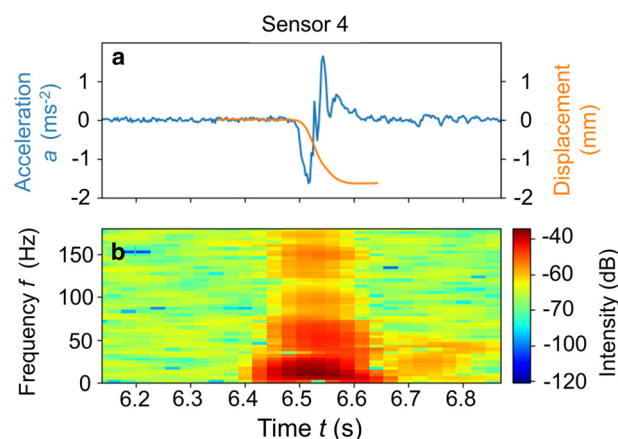 Sensor 4
a
Acceleration
a (ms⁻²)
1
0
-1
-2
1
0
-1
-2
Displacement
(mm)
b
Frequency f (Hz)
150
100
50
0
6.2 6.3 6.4 6.5 6.6 6.7 6.8
Time t (s)
-40
-60
-70
-80
-100
-120
Intensity (dB)